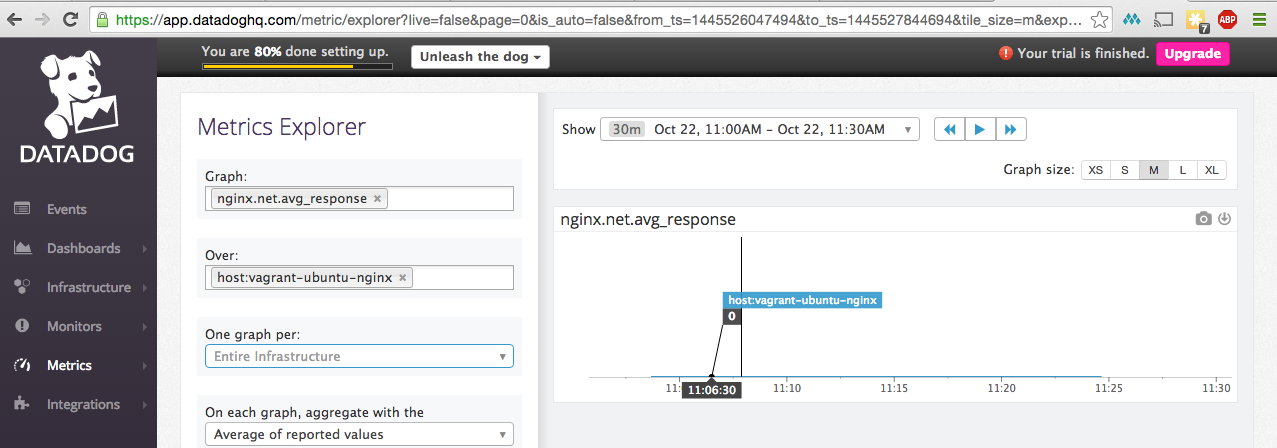 https://app.datadoghq.com/metric/explorer?live=false&page=0&is_auto=false&from_ts=1445526047494&to_ts=1445527844694&tile_size=m&exp...
7
ABP
DATADOG
Events
Dashboards
Infrastructure
Monitors
Metrics
Integrations
You are 80% done setting up.
Unleash the dog
Your trial is finished.
Upgrade
Metrics Explorer
Graph:
nginx.net.avg_response ×
Over:
host:vagrant-ubuntu-nginx ×
One graph per:
Entire Infrastructure
On each graph, aggregate with the
Average of reported values
Show 30m Oct 22, 11:00AM – Oct 22, 11:30AM
Graph size: XS S M L XL
nginx.net.avg_response
host:vagrant-ubuntu-nginx
0
11: 11:06:30 11:10 11:15 11:20 11:25 11:30